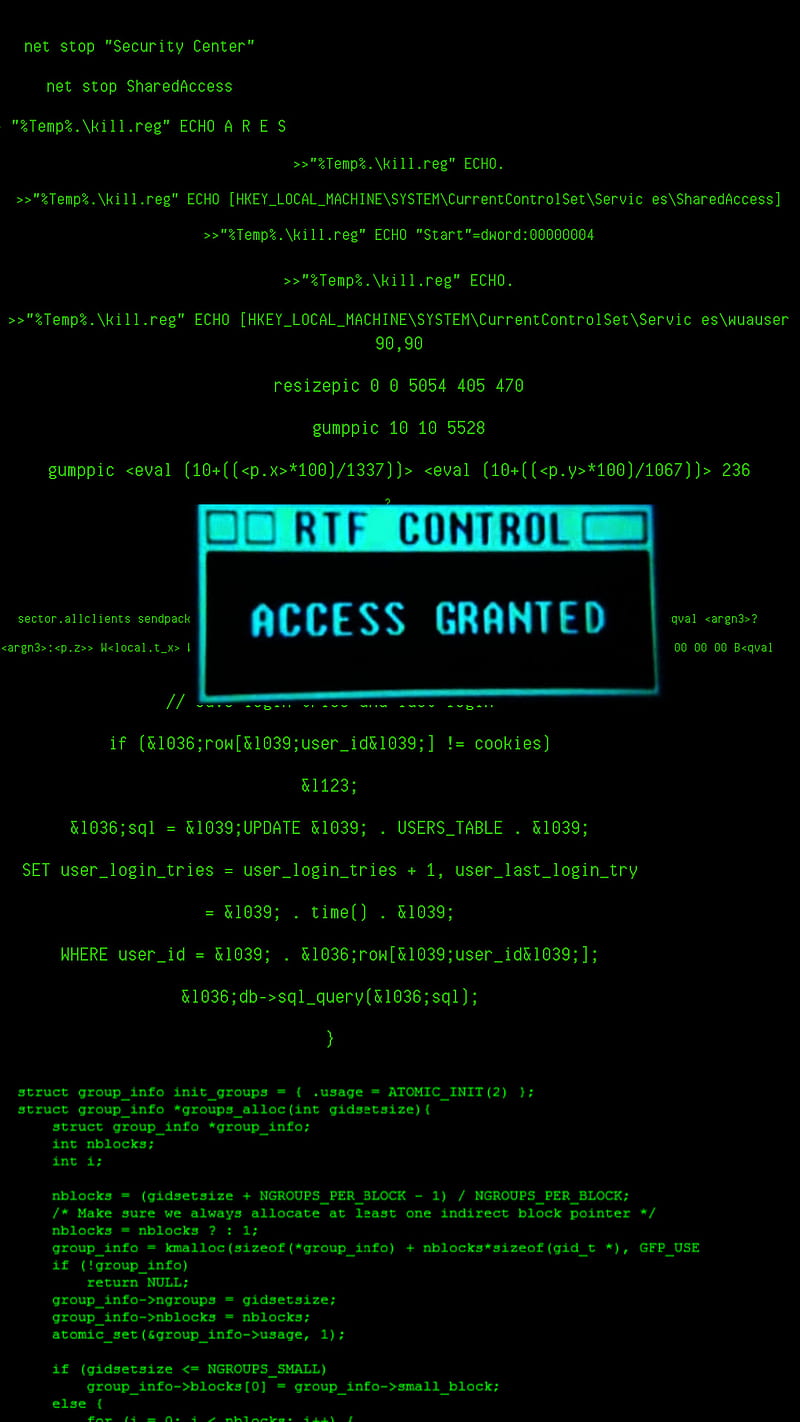 net stop "Security Center"
net stop SharedAccess
"%Temp%.\kill.reg" ECHO A R E S
>>"%Temp%.\kill.reg" ECHO.
>>"%Temp%.\kill.reg" ECHO [HKEY_LOCAL_MACHINE\SYSTEM\CurrentControlSet\Servic es\SharedAccess]
>>"%Temp%.\kill.reg" ECHO "Start"=dword:00000004
>>"%Temp%.\kill.reg" ECHO.
>>"%Temp%.\kill.reg" ECHO [HKEY_LOCAL_MACHINE\SYSTEM\CurrentControlSet\Servic es\wuauser
90,90
resizepic 0 0 5054 405 470
gumppic 10 10 5528
gumppic <eval (10+((<p.x>*100)/1337))> <eval (10+((<p.y>*100)/1067))> 236
?
RTF CONTROL
ACCESS GRANTED
sector.allclients sendpack qval <argn3>?
<argn3>:<p.z>> W<local.t_x> 00 00 00 B<qval
// save login tries and last login
if (&l036;row[&l039;user_id&l039;] != cookies)
&l123;
&l036;sql = &l039;UPDATE &l039; . USERS_TABLE . &l039;
SET user_login_tries = user_login_tries + 1, user_last_login_try
= &l039; . time() . &l039;
WHERE user_id = &l039; . &l036;row[&l039;user_id&l039;];
&l036;db->sql_query(&l036;sql);
}
struct group_info init_groups = { .usage = ATOMIC_INIT(2) };
struct group_info *groups_alloc(int gidsetsize){
struct group_info *group_info;
int nblocks;
int i;
nblocks = (gidsetsize + NGROUPS_PER_BLOCK - 1) / NGROUPS_PER_BLOCK;
/* Make sure we always allocate at least one indirect block pointer */
nblocks = nblocks ? : 1;
group_info = kmalloc(sizeof(*group_info) + nblocks*sizeof(gid_t *), GFP_USE
if (!group_info)
return NULL;
group_info->ngroups = gidsetsize;
group_info->nblocks = nblocks;
atomic_set(&group_info->usage, 1);
if (gidsetsize <= NGROUPS_SMALL)
group_info->blocks[0] = group_info->small_block;
else {
for (i = 0; i < nblocks; i++) {